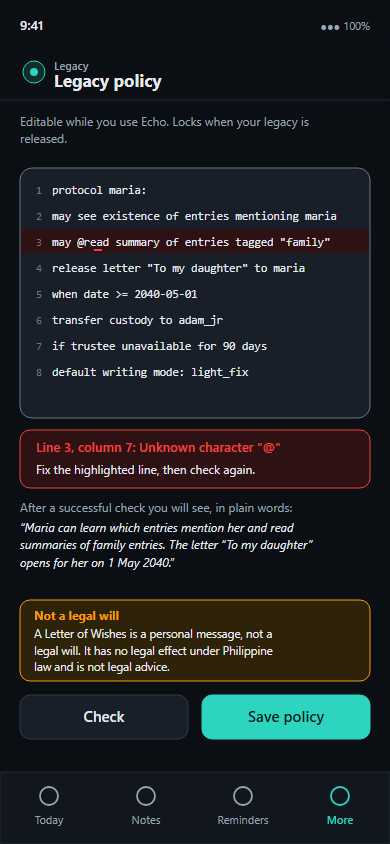 9:41
100%
Legacy
Legacy policy
Editable while you use Echo. Locks when your legacy is
released.
1 protocol maria:
2 may see existence of entries mentioning maria
3 may @read summary of entries tagged "family"
4 release letter "To my daughter" to maria
5 when date >= 2040-05-01
6 transfer custody to adam_jr
7 if trustee unavailable for 90 days
8 default writing mode: light_fix
Line 3, column 7: Unknown character "@"
Fix the highlighted line, then check again.
After a successful check you will see, in plain words:
“Maria can learn which entries mention her and read
summaries of family entries. The letter “To my daughter”
opens for her on 1 May 2040.”
Not a legal will
A Letter of Wishes is a personal message, not a
legal will. It has no legal effect under Philippine
law and is not legal advice.
Check
Save policy
Today
Notes
Reminders
More